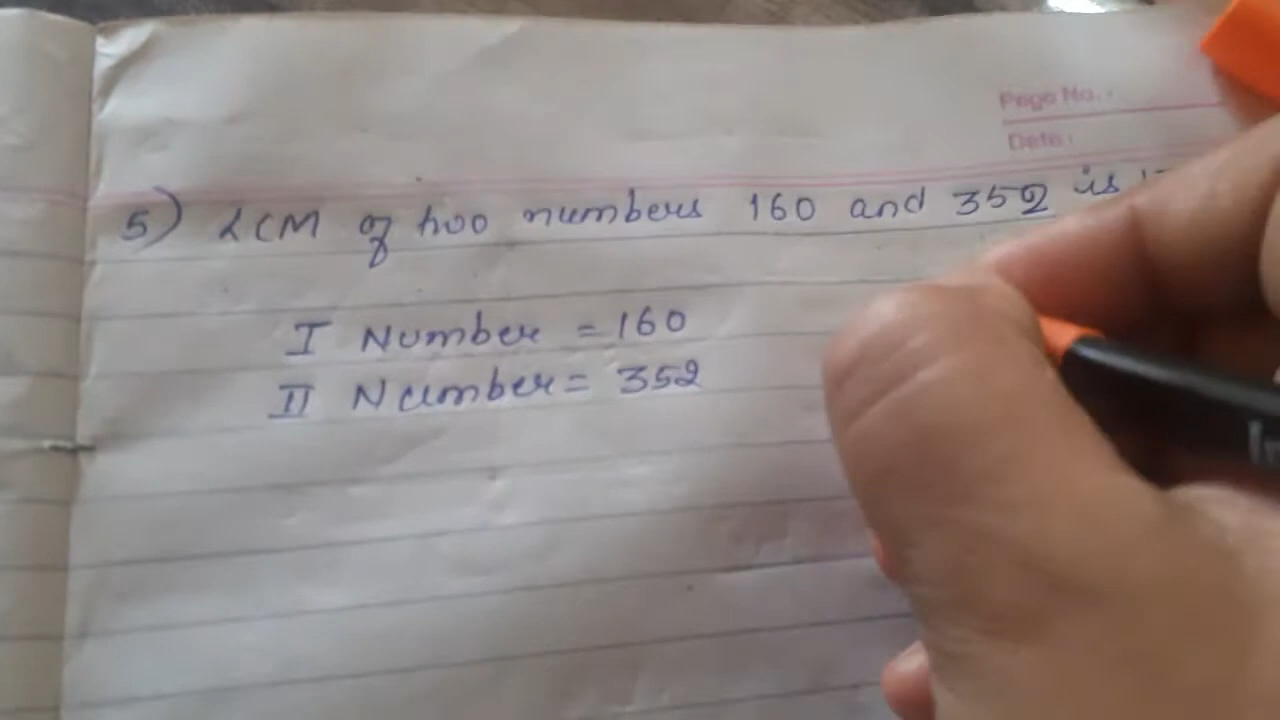 Page No. :
Date :
5) LCM of two numbers 160 and 352 is
I Number = 160
II Number = 352